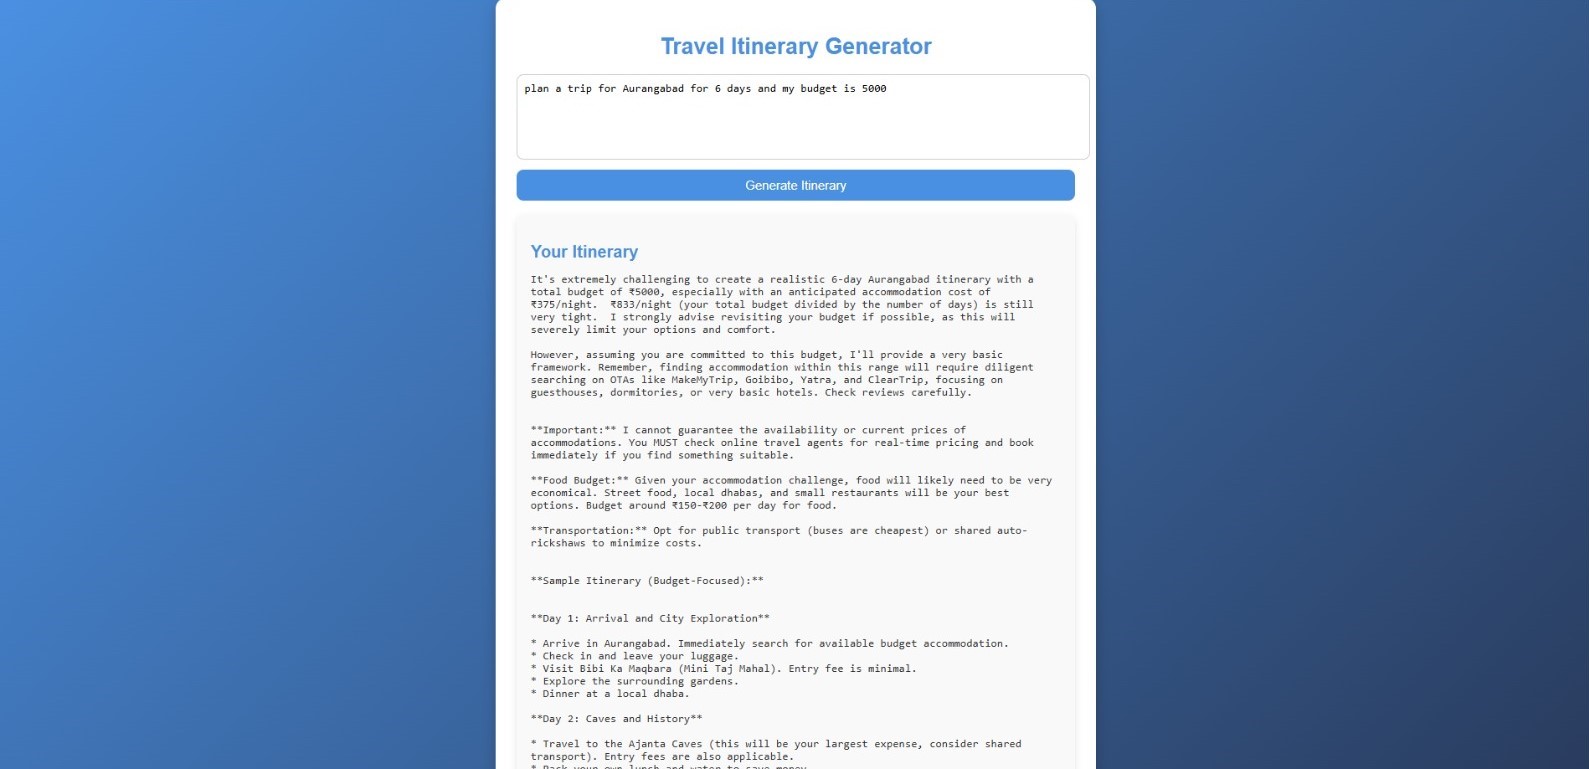 Travel Itinerary Generator
plan a trip for Aurangabad for 6 days and my budget is 5000
Generate Itinerary
Your Itinerary
It's extremely challenging to create a realistic 6-day Aurangabad itinerary with a
total budget of ₹5000, especially with an anticipated accommodation cost of
₹375/night.  ₹833/night (your total budget divided by the number of days) is still
very tight.  I strongly advise revisiting your budget if possible, as this will
severely limit your options and comfort.
However, assuming you are committed to this budget, I'll provide a very basic
framework. Remember, finding accommodation within this range will require diligent
searching on OTAs like MakeMyTrip, Goibibo, Yatra, and ClearTrip, focusing on
guesthouses, dormitories, or very basic hotels. Check reviews carefully.
**Important:** I cannot guarantee the availability or current prices of
accommodations. You MUST check online travel agents for real-time pricing and book
immediately if you find something suitable.
**Food Budget:** Given your accommodation challenge, food will likely need to be very
economical. Street food, local dhabas, and small restaurants will be your best
options. Budget around ₹150-₹200 per day for food.
**Transportation:** Opt for public transport (buses are cheapest) or shared auto-
rickshaws to minimize costs.
**Sample Itinerary (Budget-Focused):**
**Day 1: Arrival and City Exploration**
* Arrive in Aurangabad. Immediately search for available budget accommodation.
* Check in and leave your luggage.
* Visit Bibi Ka Maqbara (Mini Taj Mahal). Entry fee is minimal.
* Explore the surrounding gardens.
* Dinner at a local dhaba.
**Day 2: Caves and History**
* Travel to the Ajanta Caves (this will be your largest expense, consider shared
transport). Entry fees are also applicable.
* Pack your own lunch and water to save money.